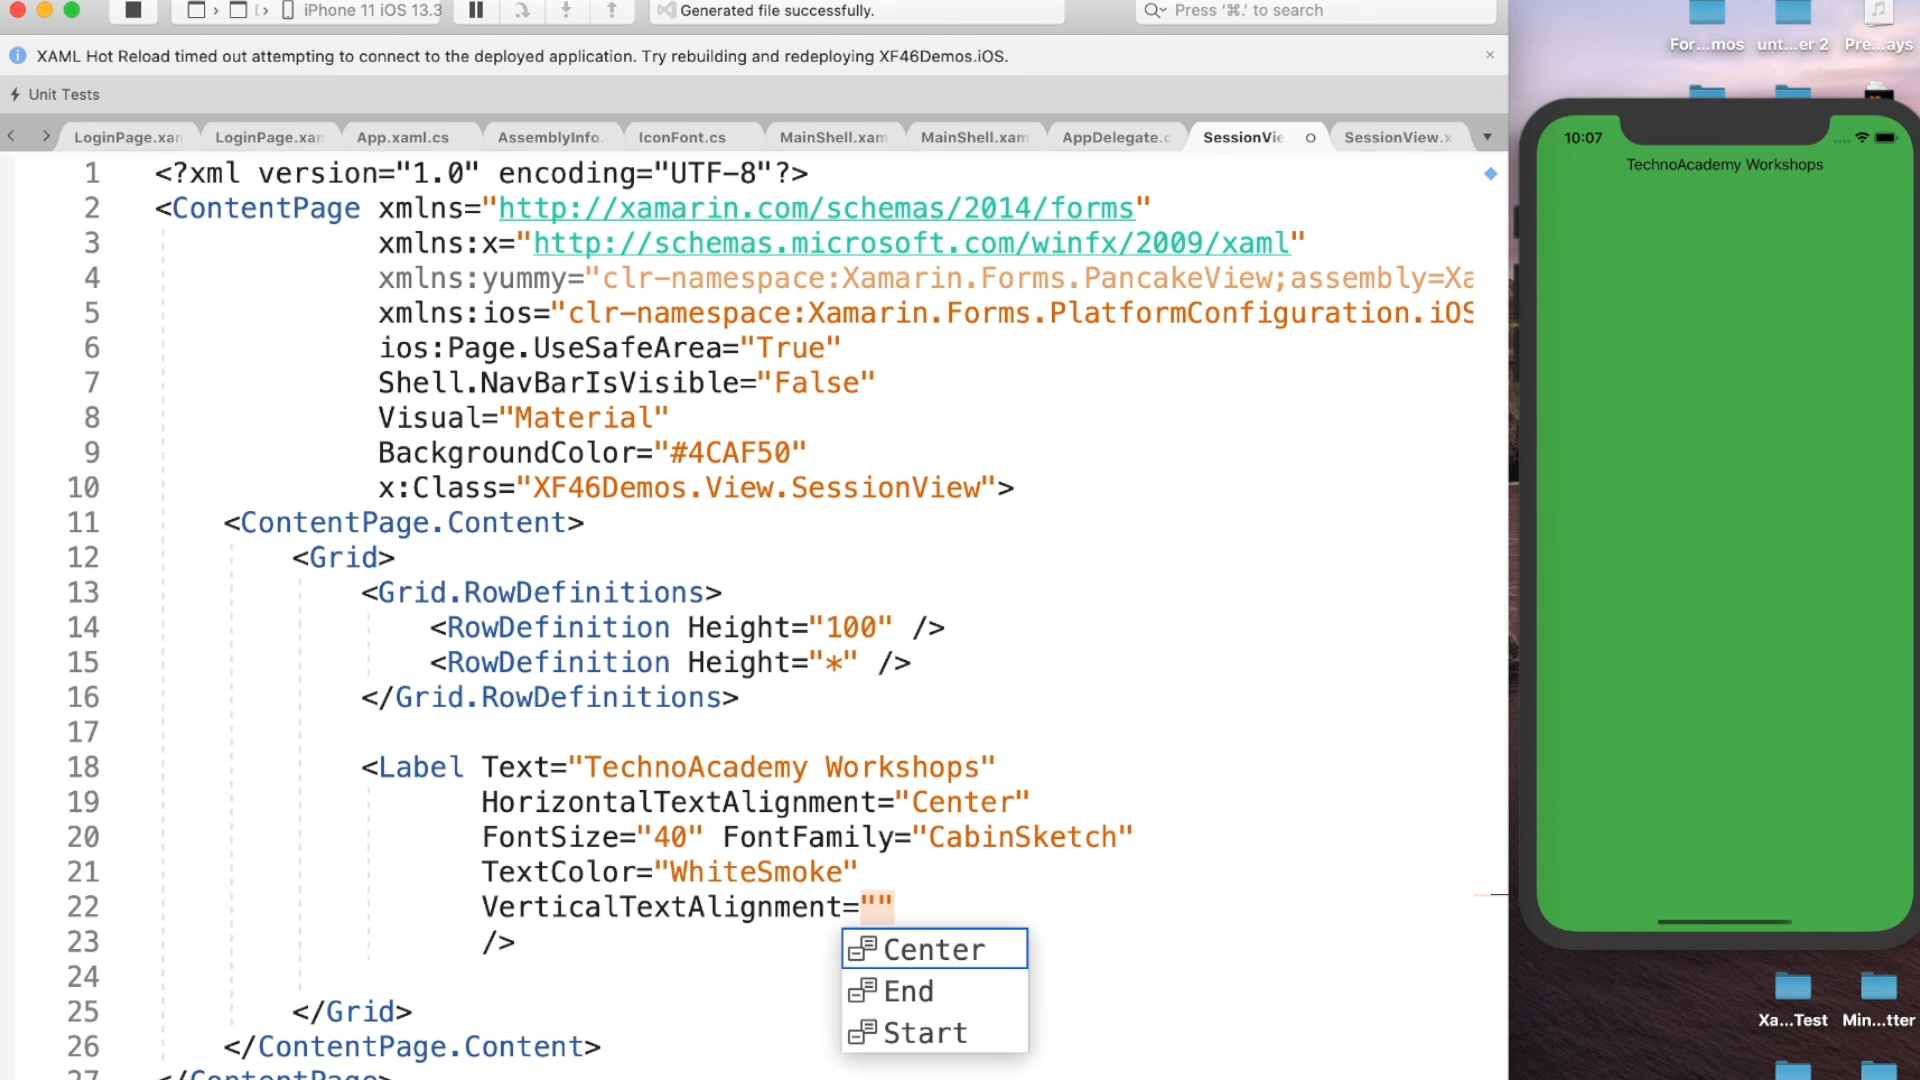 iPhone 11 iOS 13.3
Generated file successfully.
Press '⌘.' to search
XAML Hot Reload timed out attempting to connect to the deployed application. Try rebuilding and redeploying XF46Demos.iOS.
Unit Tests
LoginPage.xan LoginPage.xan App.xaml.cs AssemblyInfo. IconFont.cs MainShell.xam MainShell.xam AppDelegate.c SessionVie SessionView.x
1 <?xml version="1.0" encoding="UTF-8"?>
2 <ContentPage xmlns="http://xamarin.com/schemas/2014/forms"
3 xmlns:x="http://schemas.microsoft.com/winfx/2009/xaml"
4 xmlns:yummy="clr-namespace:Xamarin.Forms.PancakeView;assembly=Xa
5 xmlns:ios="clr-namespace:Xamarin.Forms.PlatformConfiguration.iOS
6 ios:Page.UseSafeArea="True"
7 Shell.NavBarIsVisible="False"
8 Visual="Material"
9 BackgroundColor="#4CAF50"
10 x:Class="XF46Demos.View.SessionView">
11 <ContentPage.Content>
12 <Grid>
13 <Grid.RowDefinitions>
14 <RowDefinition Height="100" />
15 <RowDefinition Height="*" />
16 </Grid.RowDefinitions>
17
18 <Label Text="TechnoAcademy Workshops"
19 HorizontalTextAlignment="Center"
20 FontSize="40" FontFamily="CabinSketch"
21 TextColor="WhiteSmoke"
22 VerticalTextAlignment=""
23 />
24
25 </Grid>
26 </ContentPage.Content>
27 </ContentPage>
Center
End
Start
For...mos unt...er 2 Pre...ays
10:07
TechnoAcademy Workshops
Xa...Test Min...tter